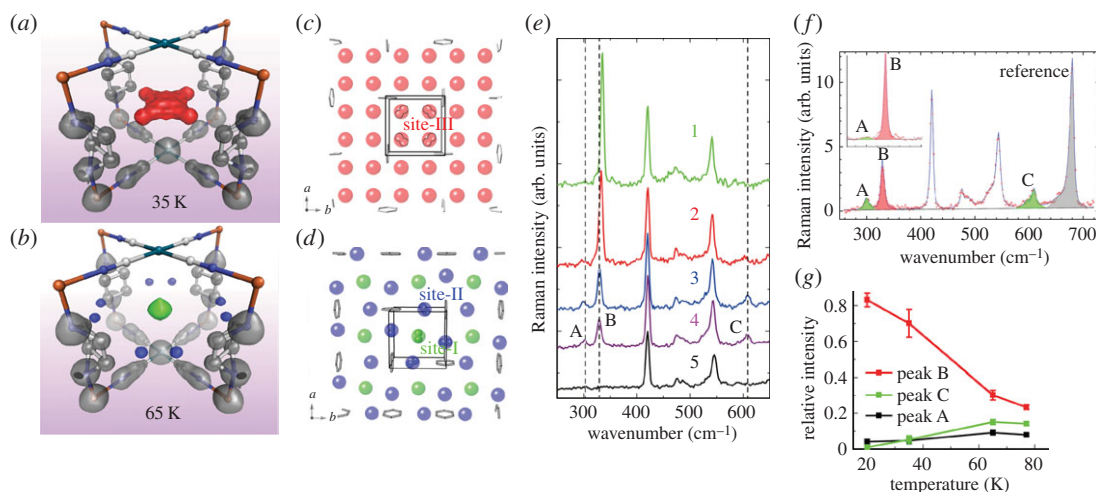 (a)
35 K
(b)
65 K
(c)
site-III
a
b
(d)
site-II
site-I
a
b
(e)
Raman intensity (arb. units)
1
2
3
4
5
A
B
C
300 400 500 600
wavenumber (cm–1)
(f)
Raman intensity (arb. units)
10
5
0
B
A
B
A
C
reference
300 400 500 600 700
wavenumber (cm–1)
(g)
relative intensity
0.8
0.6
0.4
0.2
0
peak B
peak C
peak A
20 40 60 80
temperature (K)